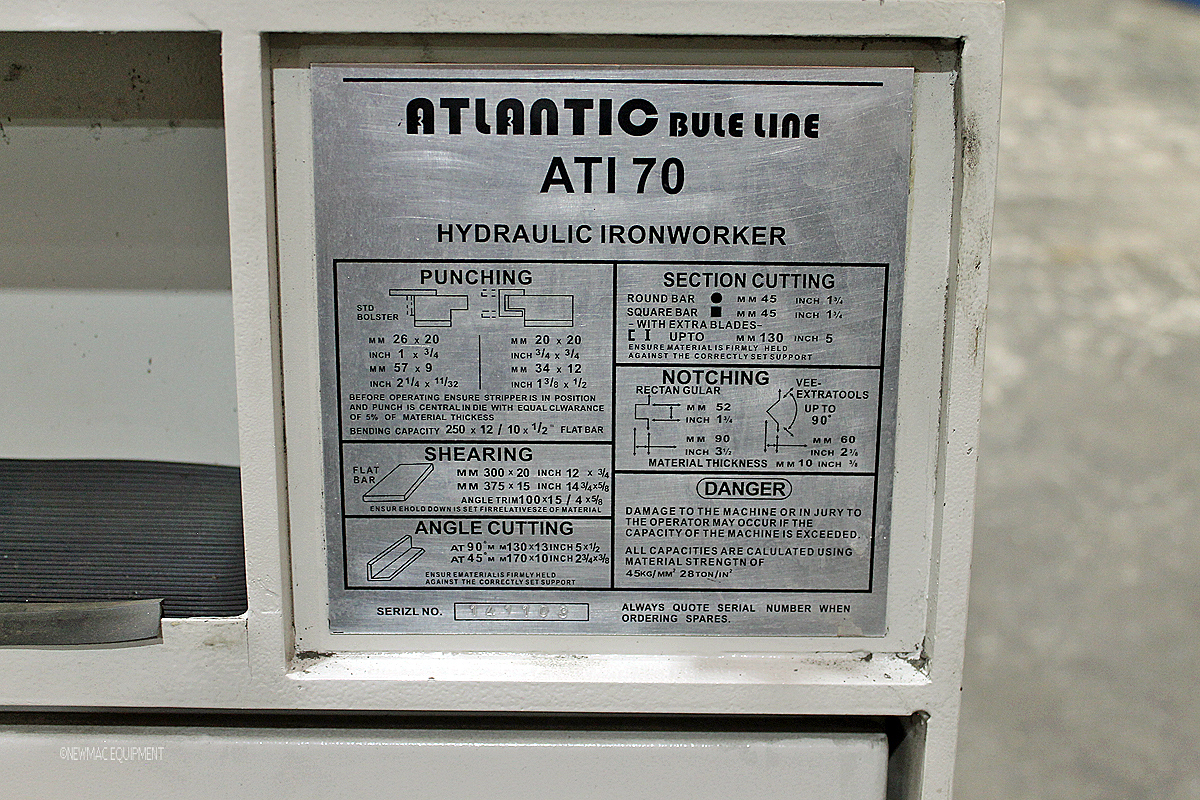 ATLANTIC BULE LINE
ATI 70
HYDRAULIC IRONWORKER
PUNCHING
STD
BOLSTER
MM 26 x 20
INCH 1 x 3/4
MM 57 x 9
INCH 2 1/4 x 11/32
MM 20 x 20
INCH 3/4 x 3/4
MM 34 x 12
INCH 1 3/8 x 1/2
BEFORE OPERATING ENSURE STRIPPER IS IN POSITION
AND PUNCH IS CENTRAL IN DIE WITH EQUAL CLWARANCE
OF 5% OF MATERIAL THICKESS
BENDING CAPACITY 250 x 12 / 10 x 1/2" FLAT BAR
SHEARING
FLAT
BAR
MM 300 x 20 INCH 12 x 3/4
MM 375 x 15 INCH 14 3/4 x 5/8
ANGLE TRIM 100 x 15 / 4 x 5/8
ENSUR EHOLD DOWN IS SET FIRRELATIVESZE OF MATERIAL
ANGLE CUTTING
AT 90° MM 130 x 13 INCH 5 x 1/2
AT 45° MM 170 x 10 INCH 2 3/4 x 3/8
ENSUR EMATERIAL IS FIRMLY HELD
AGAINST THE CORRECTLY SET SUPPORT
SECTION CUTTING
ROUND BAR ● MM 45 INCH 1 3/4
SQUARE BAR ■ MM 45 INCH 1 3/4
-WITH EXTRA BLADES-
UPTO MM 130 INCH 5
ENSURE MATERIAL IS FIRMLY HELD
AGAINST THE CORRECTLY SET SUPPORT
NOTCHING
RECTAN GULAR
MM 52
INCH 1 3/4
MM 90
INCH 3 1/2
VEE-
EXTRATOOLS
UP TO
90°
MM 60
INCH 2 1/4
MATERIAL THICKNESS MM 10 INCH 3/8
DANGER
DAMAGE TO THE MACHINE OR IN JURY TO
THE OPERATOR MAY OCCUR IF THE
CAPACITY OF THE MACHINE IS EXCEEDED.
ALL CAPACITIES ARE CALULATED USING
MATERIAL STRENGTN OF
45KG/MM² 28TON/IN²
SERIZL NO. 141109
ALWAYS QUOTE SERIAL NUMBER WHEN
ORDERING SPARES.
©NEWMAC EQUIPMENT